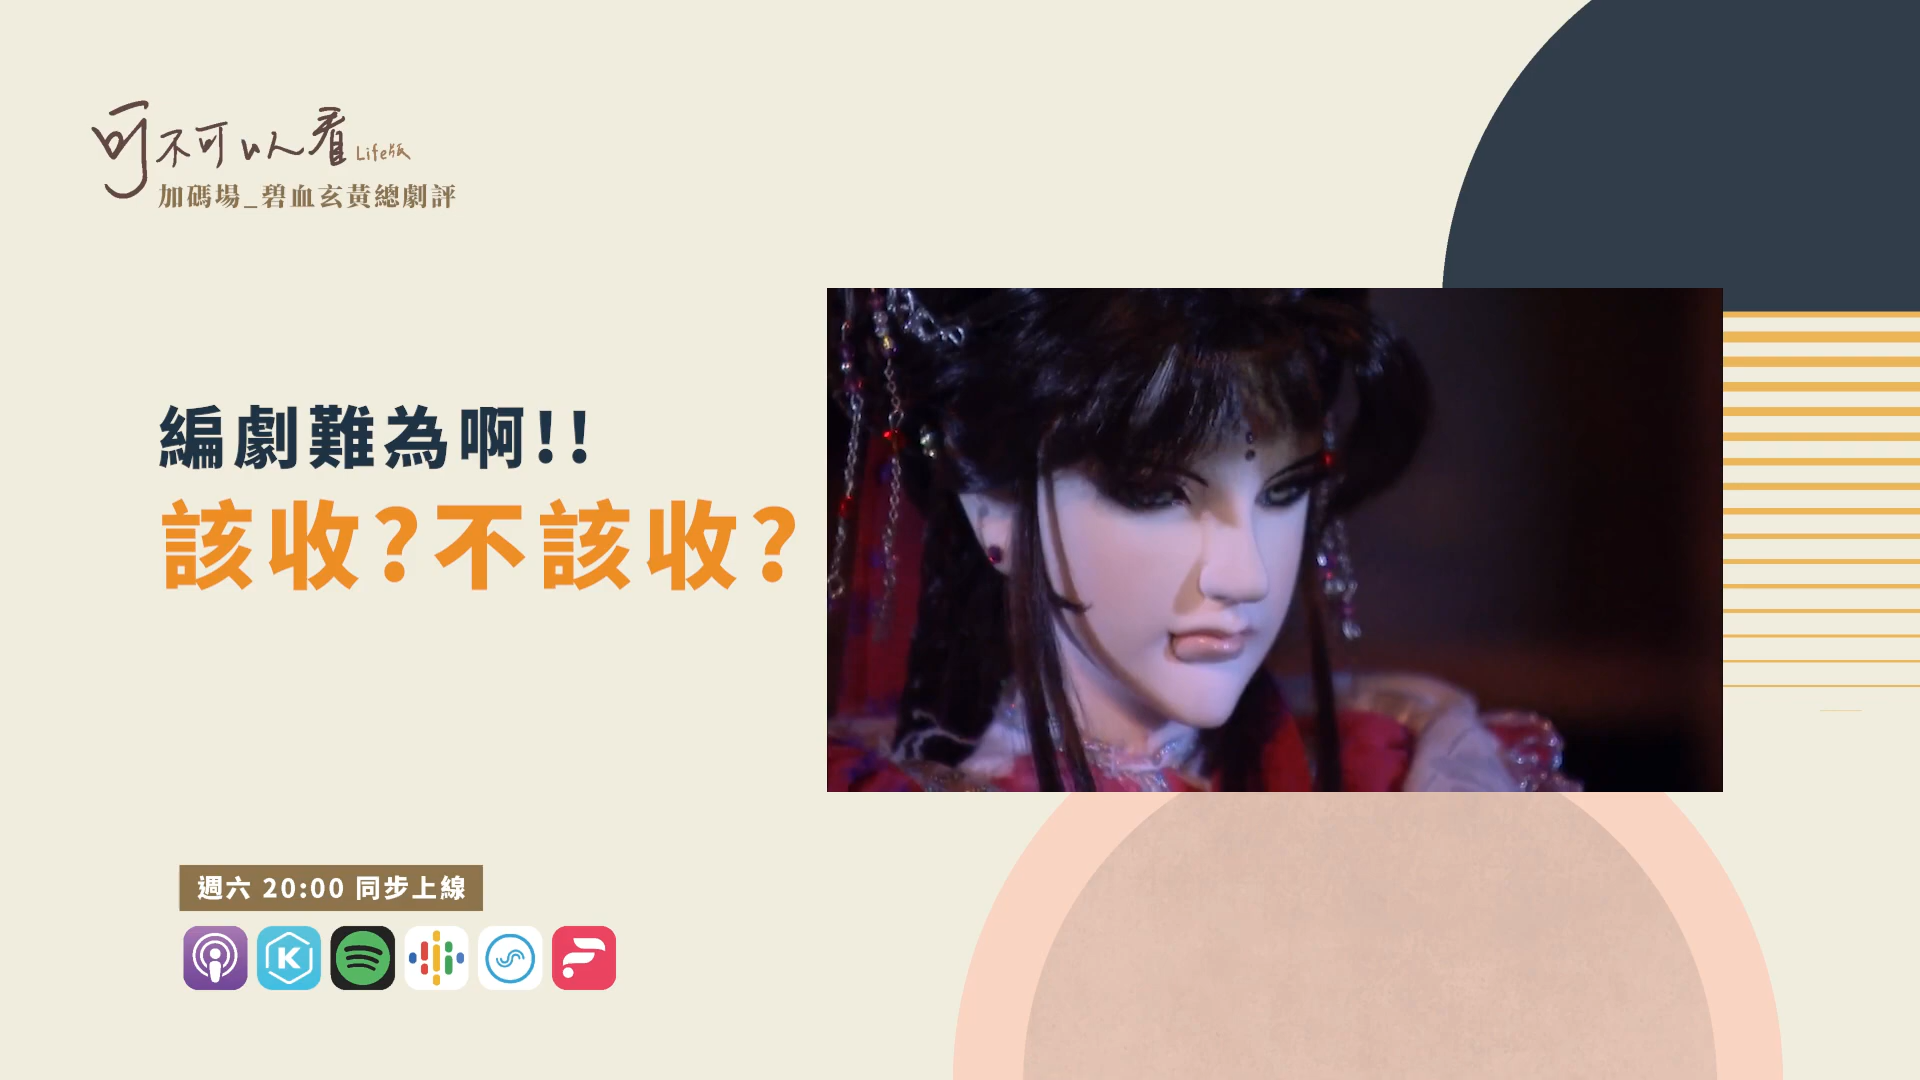 可不可以看 Life版
加碼場_碧血玄黃總劇評
編劇難為啊!!
該收?不該收?
週六 20:00 同步上線